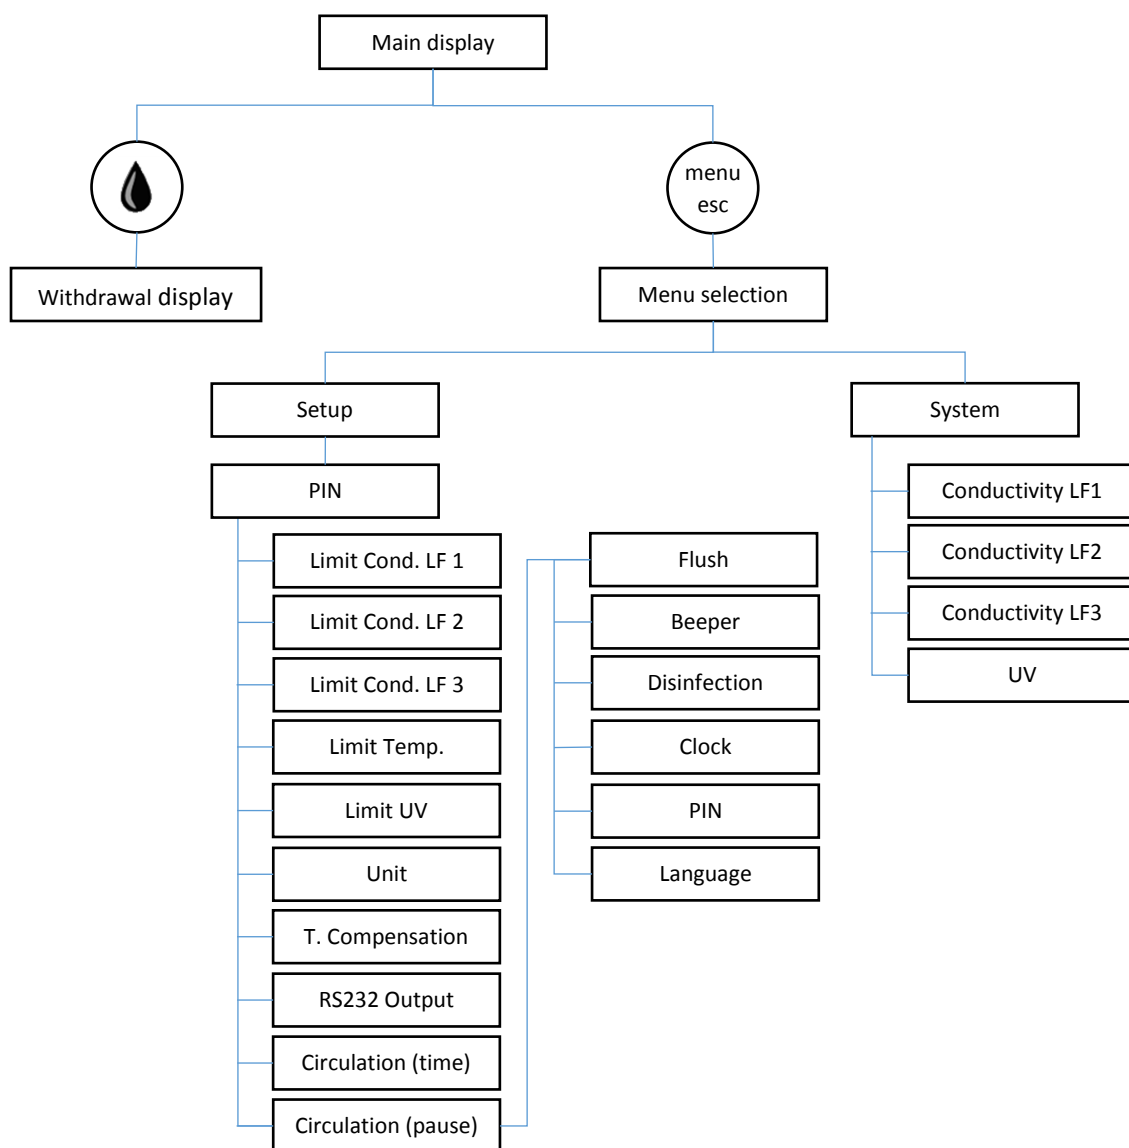 Main display
menu
esc
Withdrawal display
Menu selection
Setup
System
PIN
Conductivity LF1
Conductivity LF2
Conductivity LF3
UV
Limit Cond. LF 1
Limit Cond. LF 2
Limit Cond. LF 3
Limit Temp.
Limit UV
Unit
T. Compensation
RS232 Output
Circulation (time)
Circulation (pause)
Flush
Beeper
Disinfection
Clock
PIN
Language